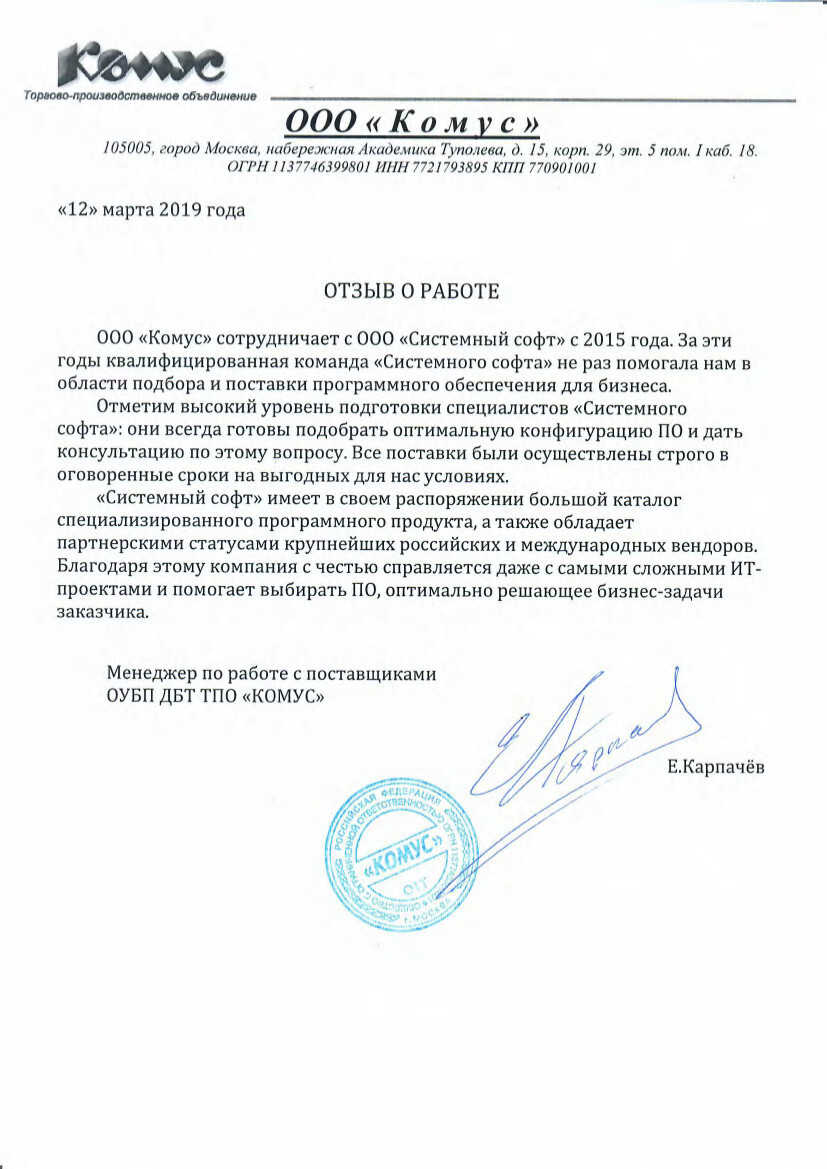 Комус
Торгово-производственное объединение
ООО « К о м у с »
105005, город Москва, набережная Академика Туполева, д. 15, корп. 29, эт. 5 пом. I каб. 18.
ОГРН 1137746399801 ИНН 7721793895 КПП 770901001
«12» марта 2019 года
ОТЗЫВ О РАБОТЕ
ООО «Комус» сотрудничает с ООО «Системный софт» с 2015 года. За эти
годы квалифицированная команда «Системного софта» не раз помогала нам в
области подбора и поставки программного обеспечения для бизнеса.
Отметим высокий уровень подготовки специалистов «Системного
софта»: они всегда готовы подобрать оптимальную конфигурацию ПО и дать
консультацию по этому вопросу. Все поставки были осуществлены строго в
оговоренные сроки на выгодных для нас условиях.
«Системный софт» имеет в своем распоряжении большой каталог
специализированного программного продукта, а также обладает
партнерскими статусами крупнейших российских и международных вендоров.
Благодаря этому компания с честью справляется даже с самыми сложными ИТ-
проектами и помогает выбирать ПО, оптимально решающее бизнес-задачи
заказчика.
Менеджер по работе с поставщиками
ОУБП ДБТ ТПО «КОМУС»
Е.Карпачёв
РОССИЙСКАЯ ФЕДЕРАЦИЯ
ОБЩЕСТВО С ОГРАНИЧЕННОЙ ОТВЕТСТВЕННОСТЬЮ ОГРН
«КОМУС»
г. МОСКВА